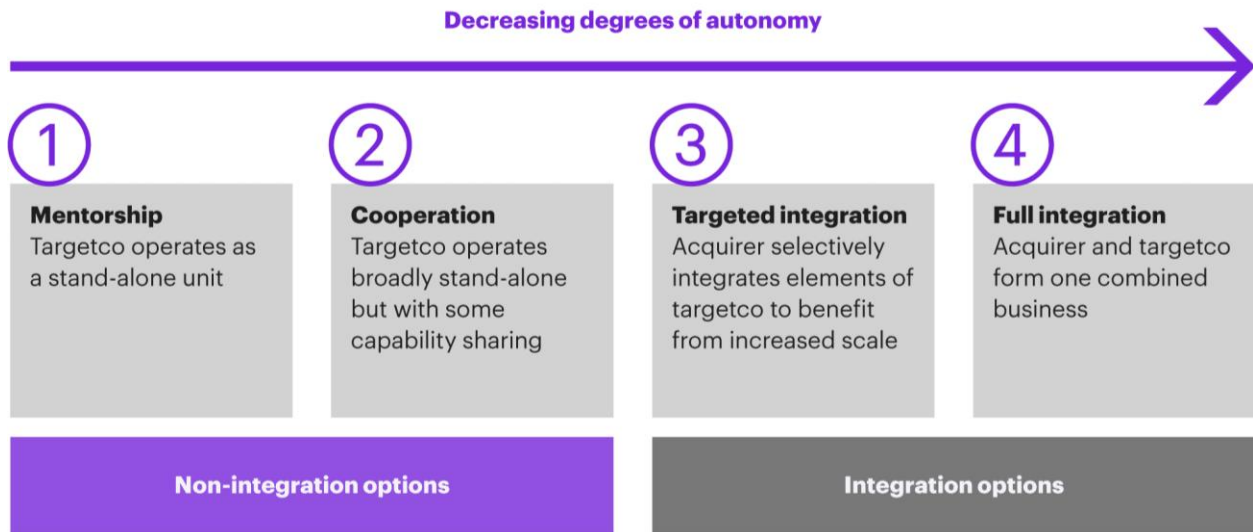 Decreasing degrees of autonomy
1
Mentorship
Targetco operates as
a stand-alone unit
2
Cooperation
Targetco operates
broadly stand-alone
but with some
capability sharing
3
Targeted integration
Acquirer selectively
integrates elements of
targetco to benefit
from increased scale
4
Full integration
Acquirer and targetco
form one combined
business
Non-integration options
Integration options